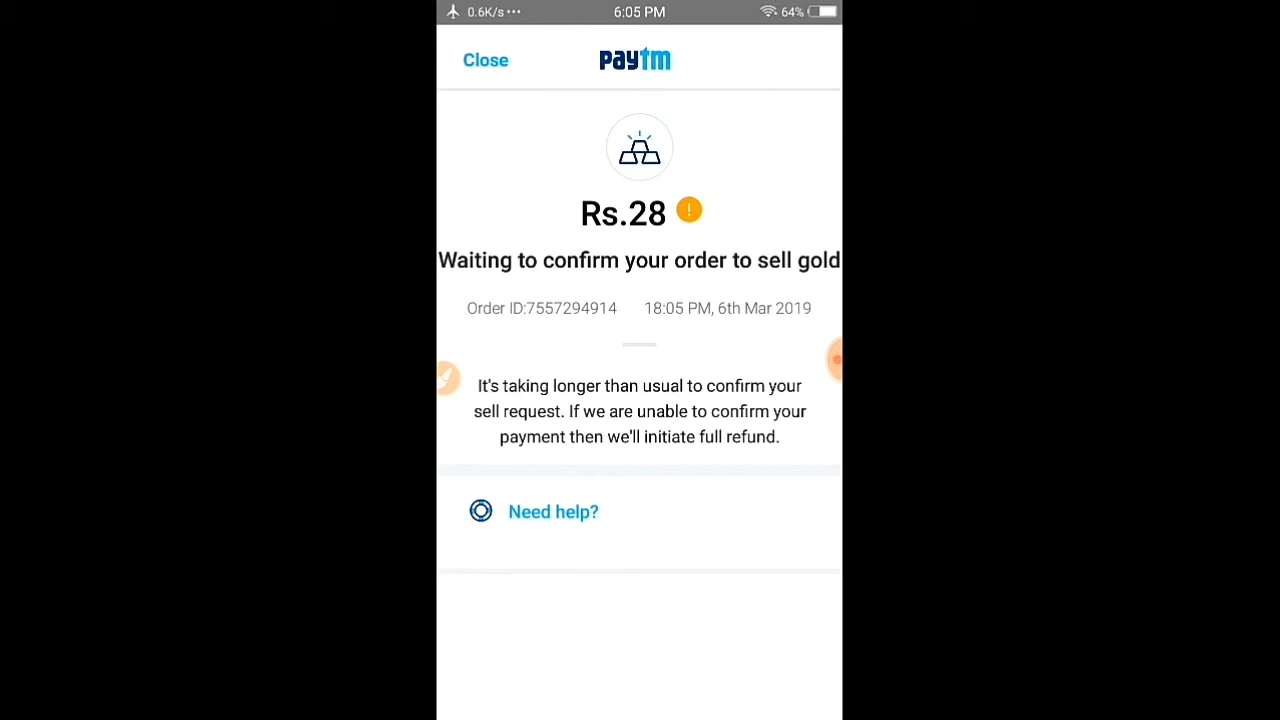 0.6K/s... 6:05 PM 64%
Close paytm
Rs.28 !
Waiting to confirm your order to sell gold
Order ID:7557294914 18:05 PM, 6th Mar 2019
It's taking longer than usual to confirm your
sell request. If we are unable to confirm your
payment then we'll initiate full refund.
Need help?